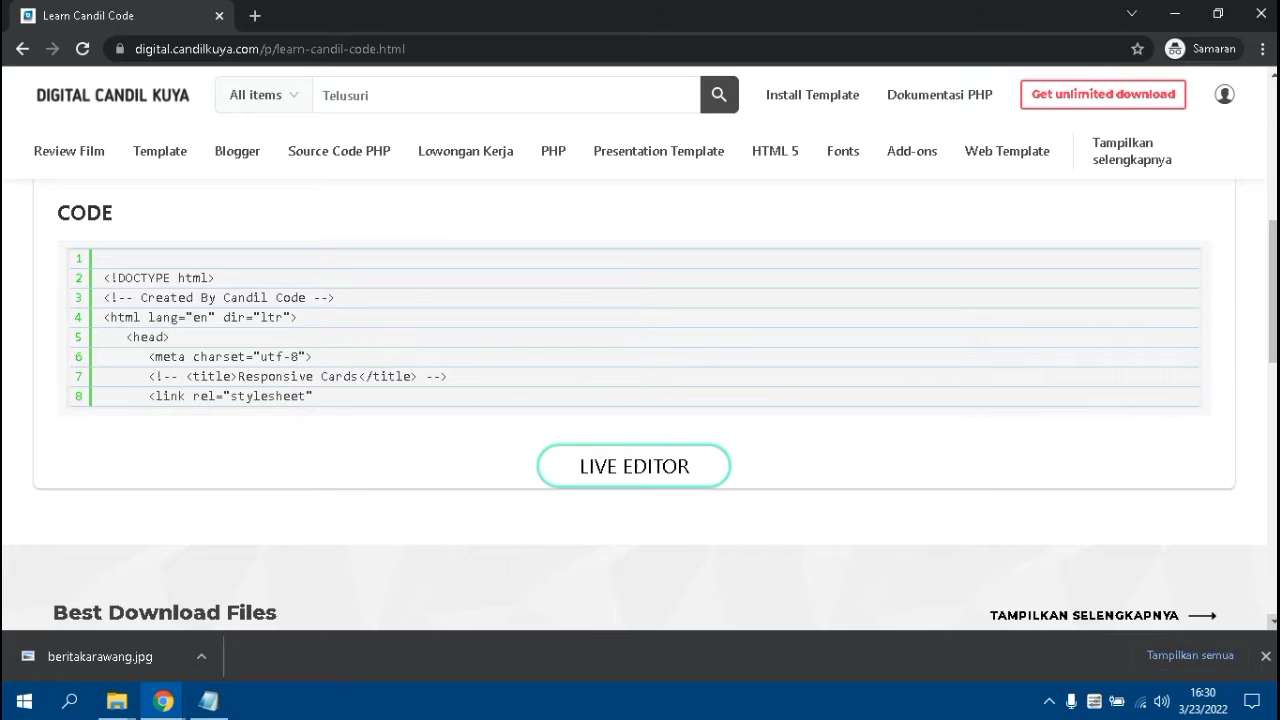 Learn Candil Code
digital.candilkuya.com/p/learn-candil-code.html
Samaran
DIGITAL CANDIL KUYA
All items
Telusuri
Install Template
Dokumentasi PHP
Get unlimited download
Review Film
Template
Blogger
Source Code PHP
Lowongan Kerja
PHP
Presentation Template
HTML 5
Fonts
Add-ons
Web Template
Tampilkan
selengkapnya
CODE
1
2 <!DOCTYPE html>
3 <!-- Created By Candil Code -->
4 <html lang="en" dir="ltr">
5 <head>
6 <meta charset="utf-8">
7 <!-- <title>Responsive Cards</title> -->
8 <link rel="stylesheet"
LIVE EDITOR
Best Download Files
TAMPILKAN SELENGKAPNYA
beritakarawang.jpg
Tampilkan semua
16:30
3/23/2022